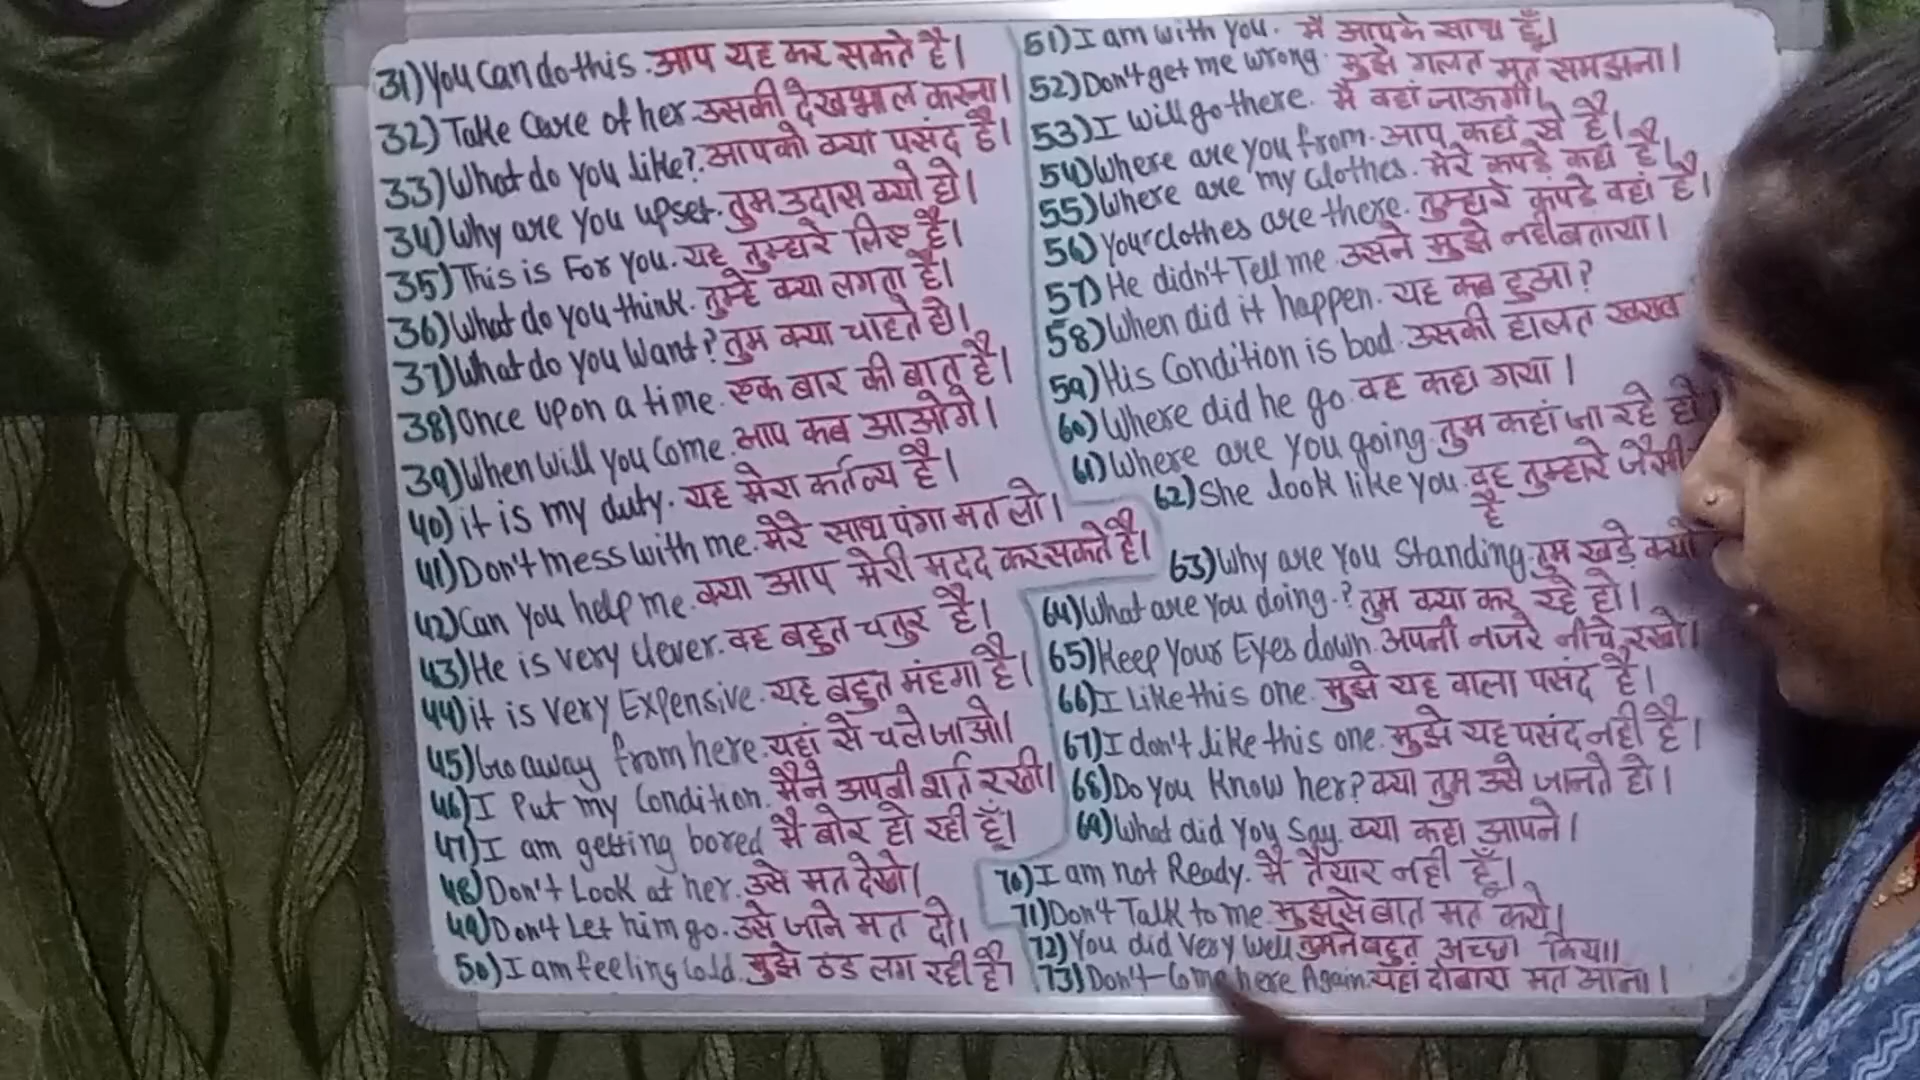 31) You can do this. आप यह कर सकते है।
32) Take Care of her. उसकी देखभाल करना।
33) What do you like? आपको क्या पसंद है।
34) Why are you upset. तुम उदास क्यो हो।
35) This is For you. यह तुम्हारे लिए है।
36) What do you think. तुम्हे क्या लगता है।
37) What do you want? तुम क्या चाहते हो।
38) Once upon a time. एक बार की बात है।
39) When will you Come. आप कब आओगे।
40) it is my duty. यह मेरा कर्तव्य है।
41) Don't mess with me. मेरे साथ पंगा मत लो।
42) Can you help me. क्या आप मेरी मदद कर सकते है।
43) He is very clever. वह बहुत चतुर है।
44) it is very Expensive. यह बहुत मंहगा है।
45) Go away from here. यहां से चले जाओ।
46) I Put my Condition. मैने अपनी शर्त रखी।
47) I am getting bored मै बोर हो रही हूँ।
48) Don't Look at her. उसे मत देखो।
49) Don't Let him go. उसे जाने मत दो।
50) I am feeling Cold. मुझे ठंड लग रही है।
51) I am with you. मै आपके साथ हूँ।
52) Don't get me wrong. मुझे गलत मत समझना।
53) I will go there. मै वहां जाऊगी।
54) Where are you from. आप कहा से है।
55) Where are my Clothes. मेरे कपड़े कहा है।
56) Your clothes are there. तुम्हारे कपडे वहां है।
57) He didn't Tell me. उसने मुझे नही बताया।
58) When did it happen. यह कब हुआ?
59) His Condition is bad. उसकी हालत खराब
60) Where did he go. वह कहा गया।
61) Where are you going. तुम कहां जा रहे हो
62) She look like you. वह तुम्हारे जैसी
है
63) Why are You Standing. तुम खड़े क्यो
64) What are you doing.? तुम क्या कर रहे हो।
65) Keep Your Eyes down. अपनी नजरे नीचे रखो।
66) I Like this one. मुझे यह वाला पसंद है।
67) I don't like this one. मुझे यह पसंद नही है।
68) Do you Know her? क्या तुम उसे जानते हो।
69) What did You Say. क्या कहा आपने।
70) I am not Ready. मै तैयार नही हूँ।
71) Don't Talk to me. मुझसे बात मत करो।
72) You did Very Well तुमने बहुत अच्छा किया।
73) Don't Come here Again. यहां दोबारा मत आना।